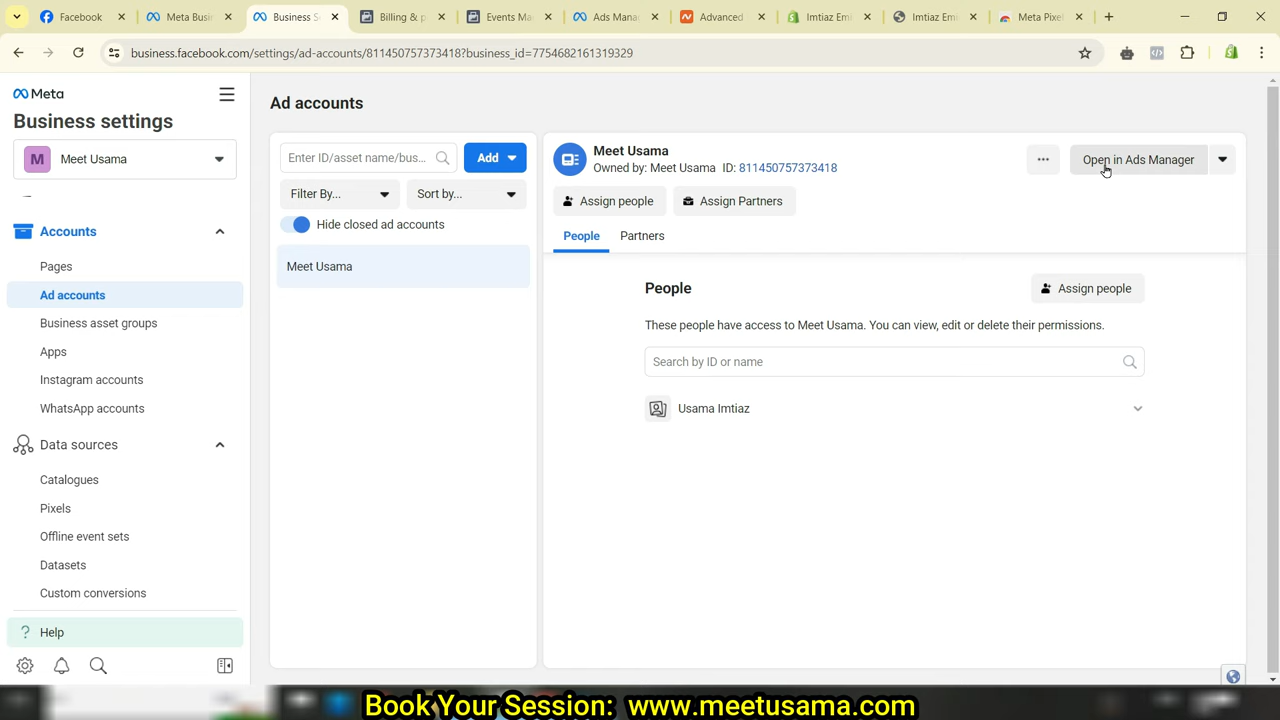 Facebook
Meta Busi
Business S
Billing & p
Events Ma
Ads Mana
Advanced
Imtiaz Em
Imtiaz Em
Meta Pixel
business.facebook.com/settings/ad-accounts/811450757373418?business_id=7754682161319329
Meta
Business settings
M Meet Usama
Accounts
Pages
Ad accounts
Business asset groups
Apps
Instagram accounts
WhatsApp accounts
Data sources
Catalogues
Pixels
Offline event sets
Datasets
Custom conversions
? Help
Ad accounts
Enter ID/asset name/bus...
Add
Filter By...
Sort by...
Hide closed ad accounts
Meet Usama
Meet Usama
Owned by: Meet Usama ID: 811450757373418
Open in Ads Manager
Assign people
Assign Partners
People
Partners
People
Assign people
These people have access to Meet Usama. You can view, edit or delete their permissions.
Search by ID or name
Usama Imtiaz
Book Your Session: www.meetusama.com